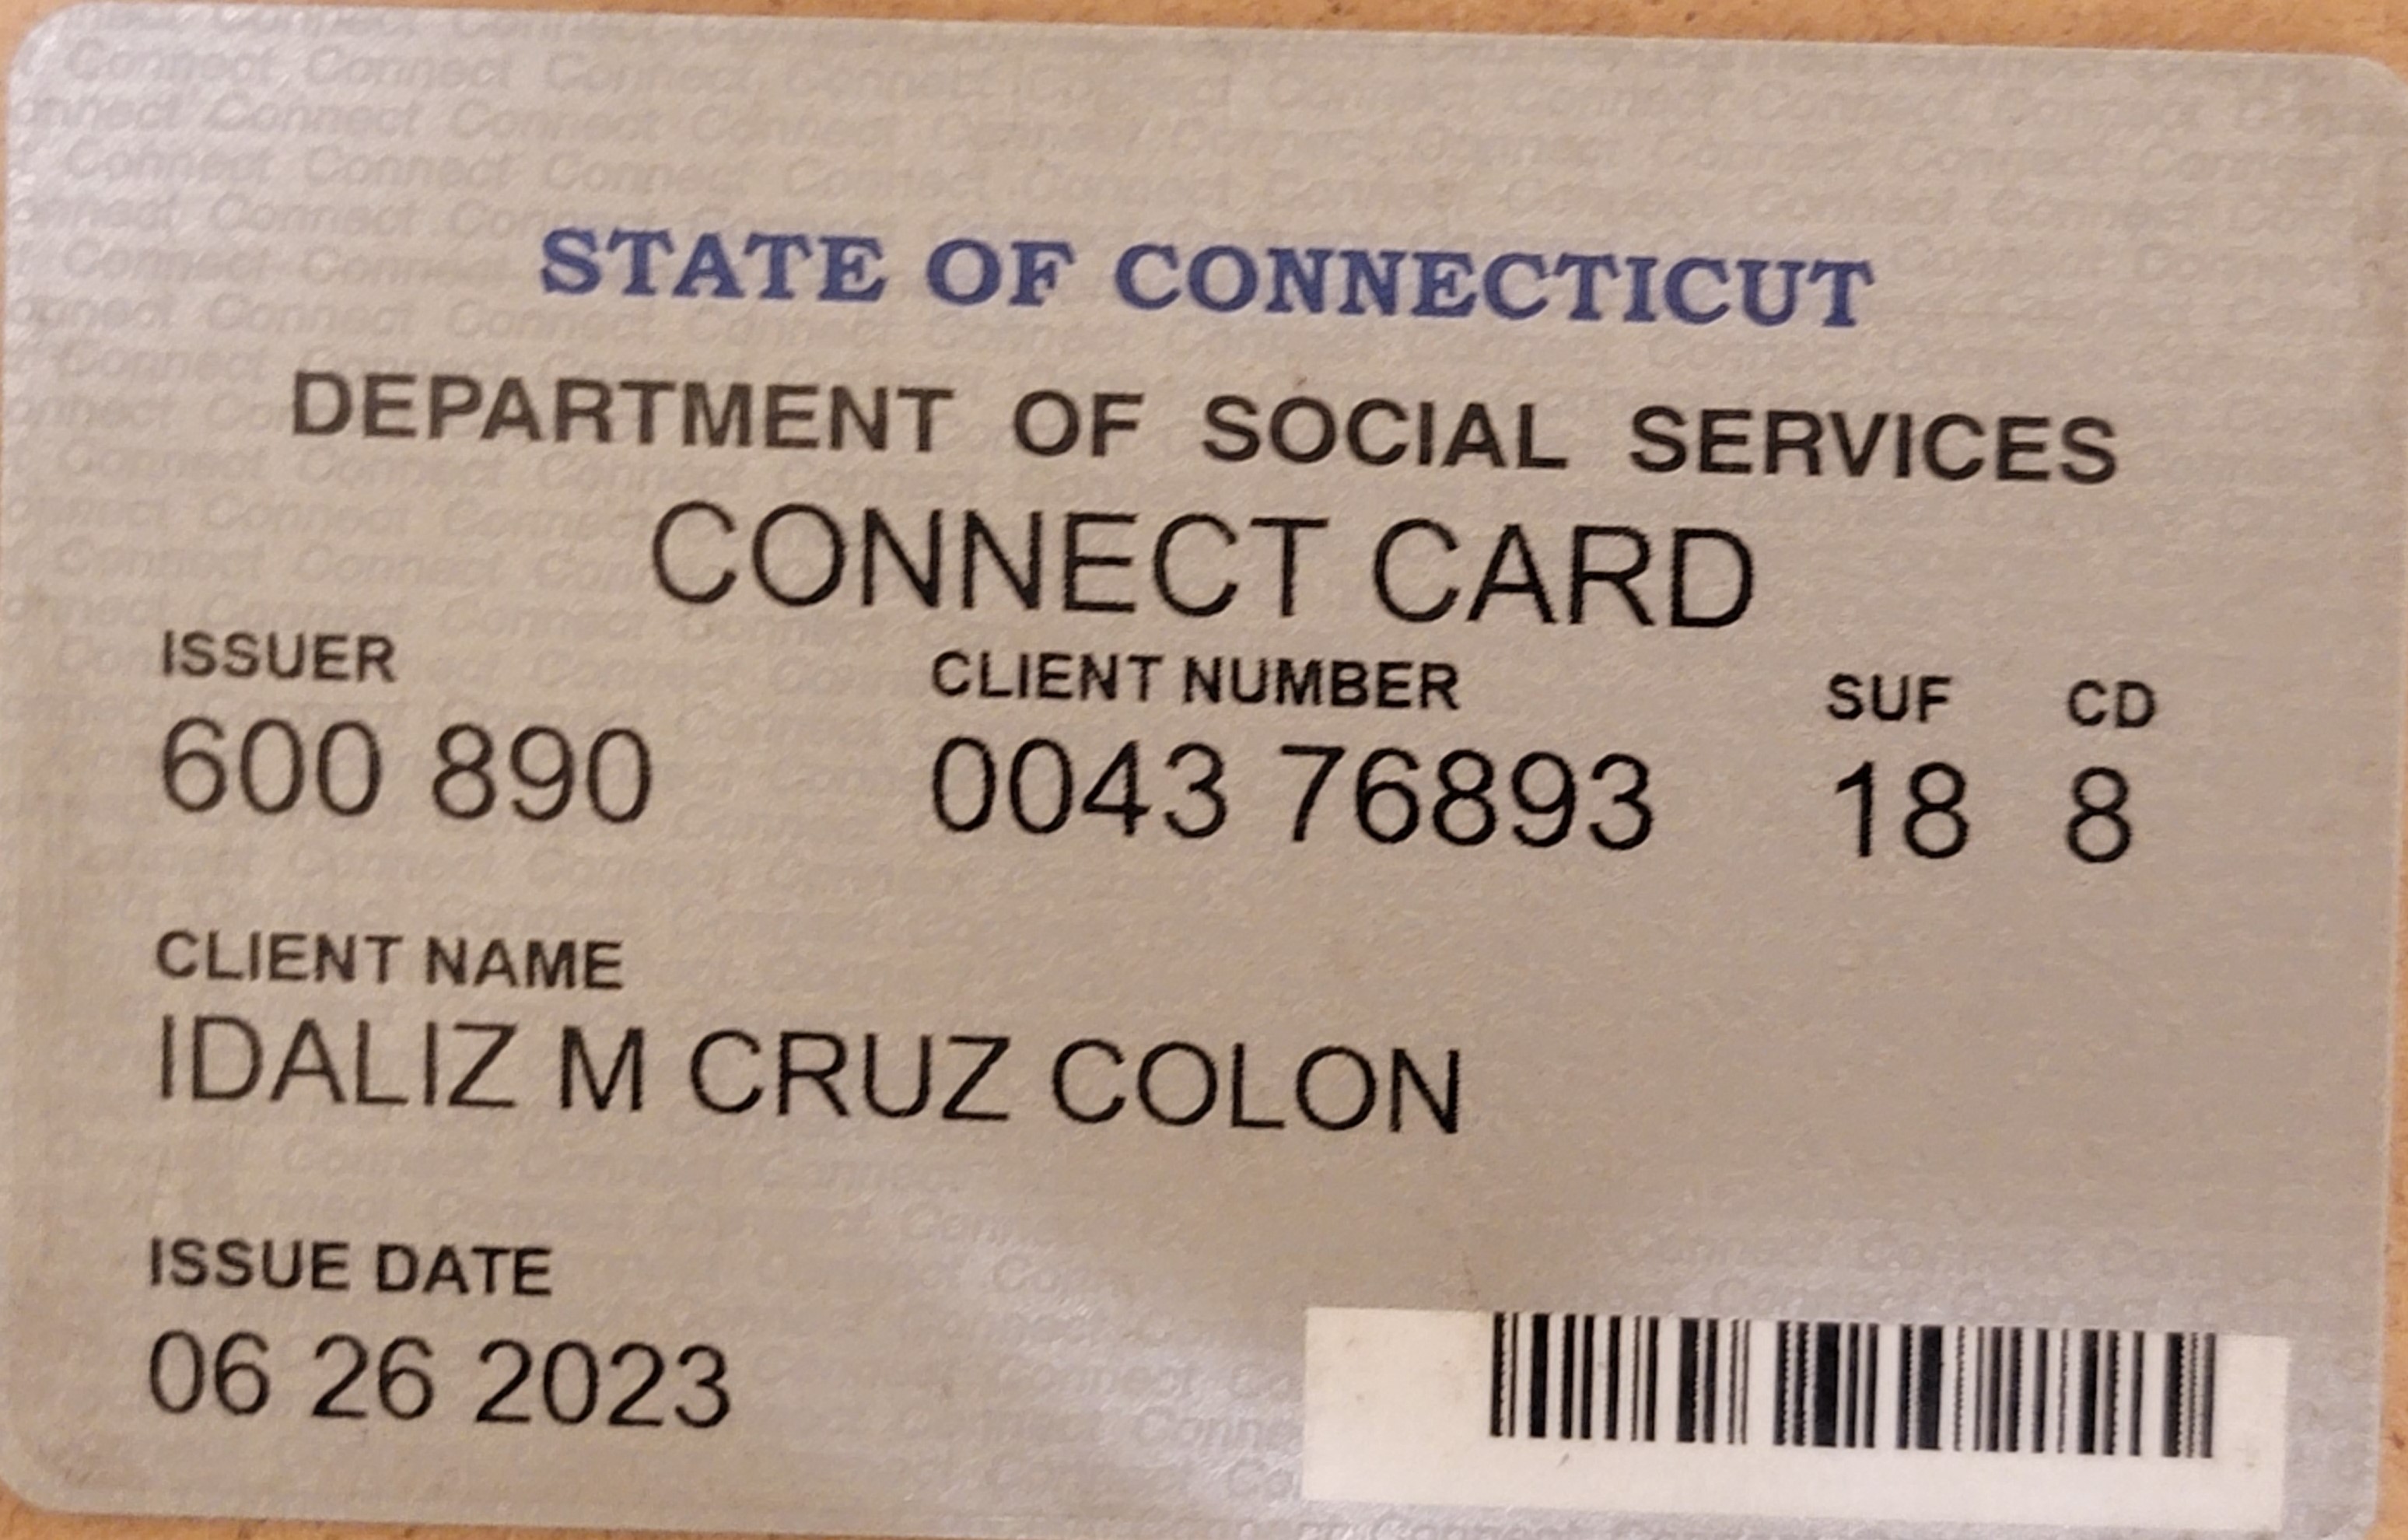 STATE OF CONNECTICUT
DEPARTMENT OF SOCIAL SERVICES
CONNECT CARD
ISSUER CLIENT NUMBER SUF CD
600 890 0043 76893 18 8
CLIENT NAME
IDALIZ M CRUZ COLON
ISSUE DATE
06 26 2023